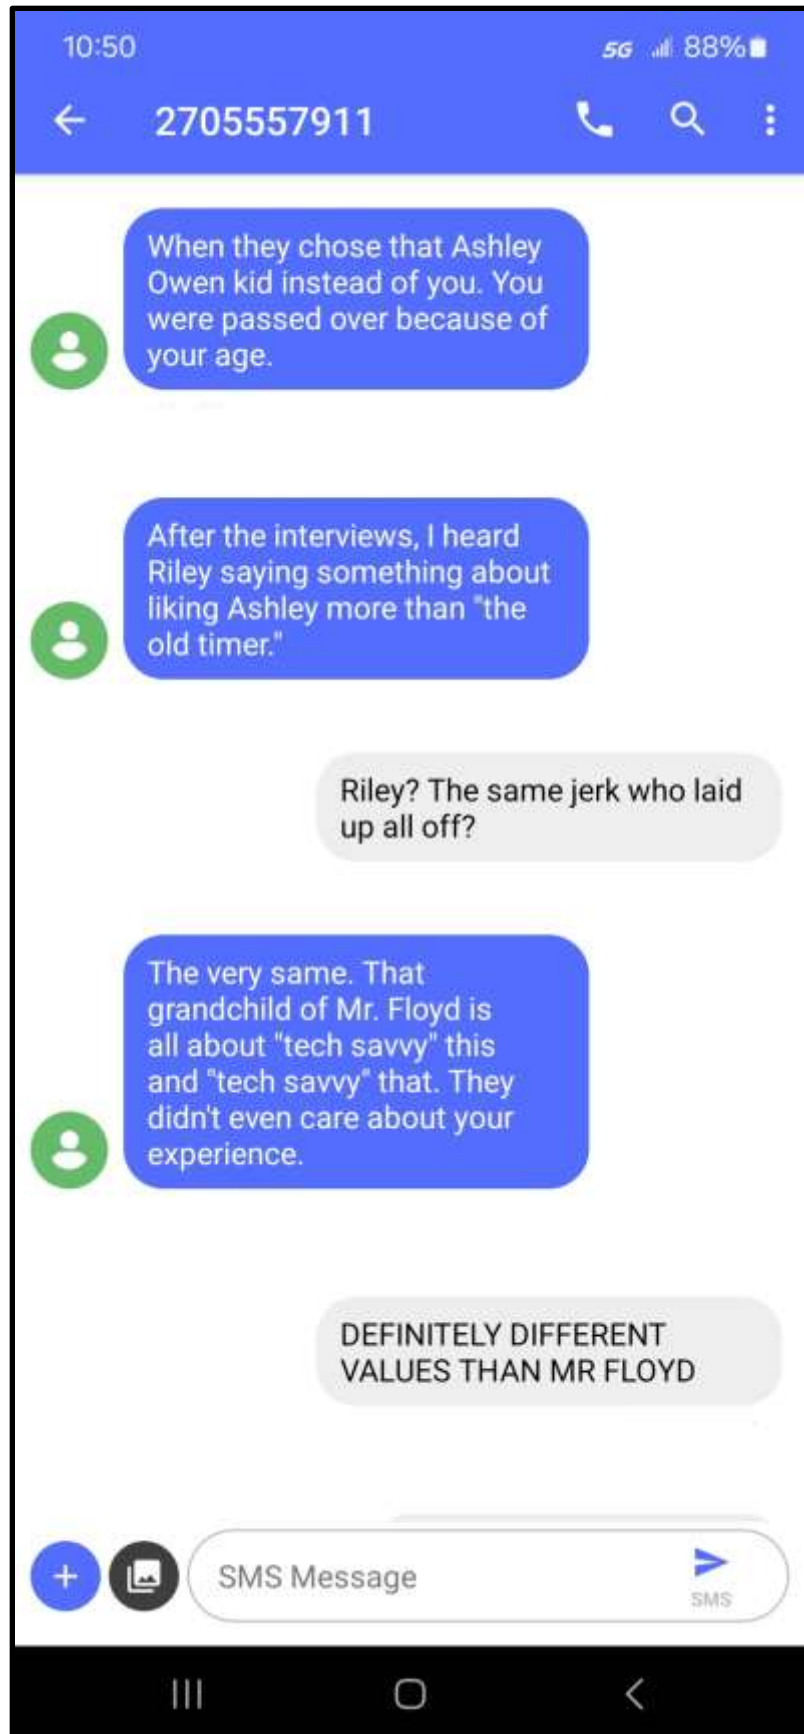 10:50 5G 88%
2705557911
When they chose that Ashley
Owen kid instead of you. You
were passed over because of
your age.
After the interviews, I heard
Riley saying something about
liking Ashley more than "the
old timer."
Riley? The same jerk who laid
up all off?
The very same. That
grandchild of Mr. Floyd is
all about "tech savvy" this
and "tech savvy" that. They
didn't even care about your
experience.
DEFINITELY DIFFERENT
VALUES THAN MR FLOYD
SMS Message
SMS